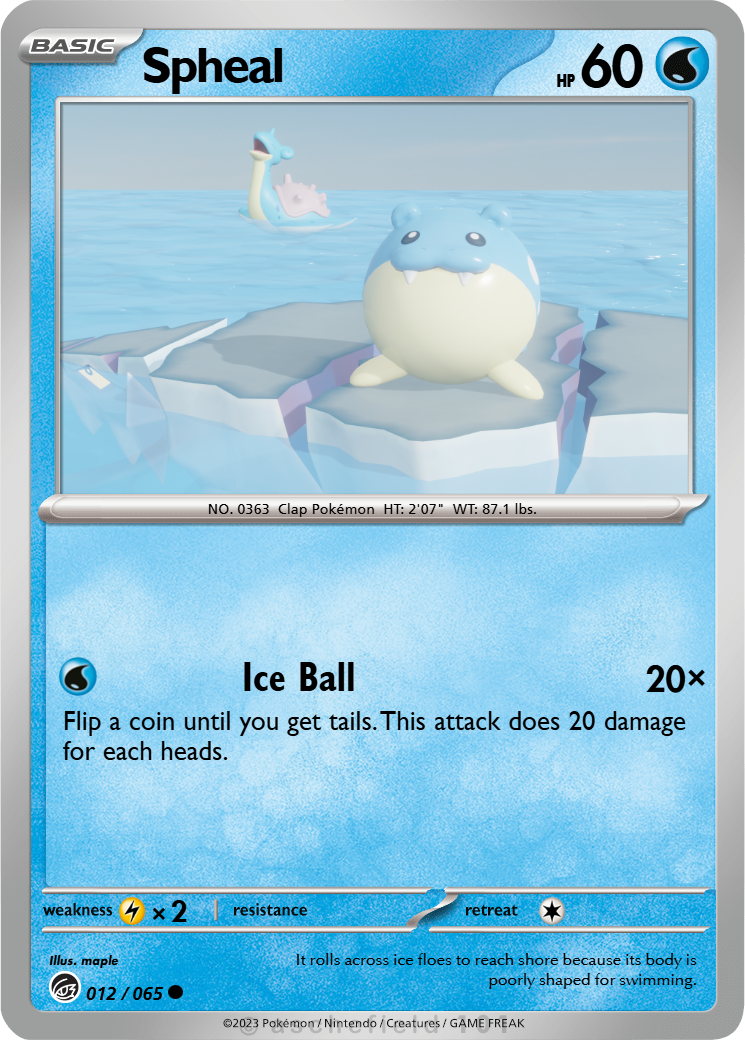 BASIC
Spheal
HP 60
NO. 0363 Clap Pokémon HT: 2'07" WT: 87.1 lbs.
Ice Ball 20×
Flip a coin until you get tails. This attack does 20 damage
for each heads.
weakness × 2 resistance retreat
Illus. maple
It rolls across ice floes to reach shore because its body is
poorly shaped for swimming.
012 / 065
©2023 Pokémon / Nintendo / Creatures / GAME FREAK